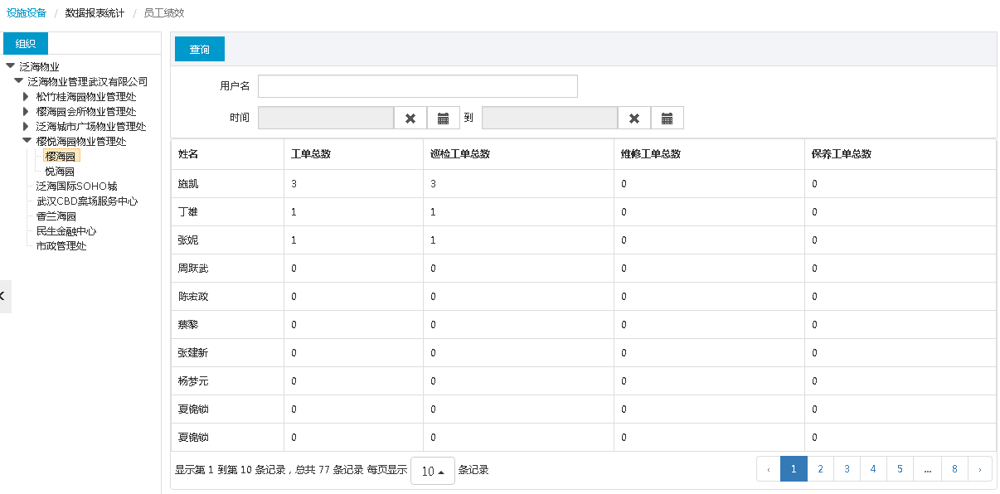 设施设备 / 数据报表统计 / 员工绩效
组织
泛海物业
泛海物业管理武汉有限公司
松竹桂海园物业管理处
樱海园会所物业管理处
泛海城市广场物业管理处
樱悦海园物业管理处
樱海园
悦海园
泛海国际SOHO城
武汉CBD案场服务中心
香兰海园
民生金融中心
市政管理处
查询
用户名
时间 到
姓名 工单总数 巡检工单总数 维修工单总数 保养工单总数
施凯 3 3 0 0
丁雄 1 1 0 0
张妮 1 1 0 0
周跃武 0 0 0 0
陈宏政 0 0 0 0
蔡黎 0 0 0 0
张建新 0 0 0 0
杨梦元 0 0 0 0
夏锦锁 0 0 0 0
夏锦锁 0 0 0 0
显示第 1 到第 10 条记录，总共 77 条记录 每页显示 10 条记录
‹ 1 2 3 4 5 ... 8 ›